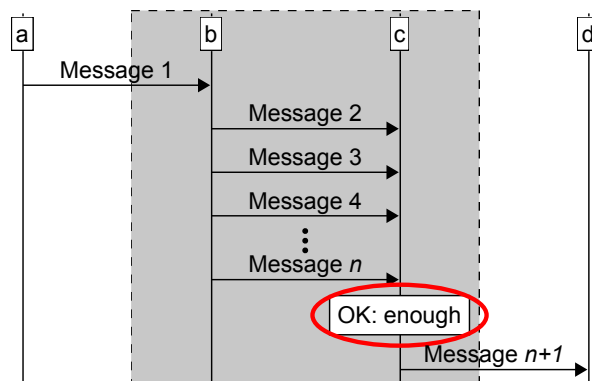 a
b
c
d
Message 1
Message 2
Message 3
Message 4
Message n
OK: enough
Message n+1